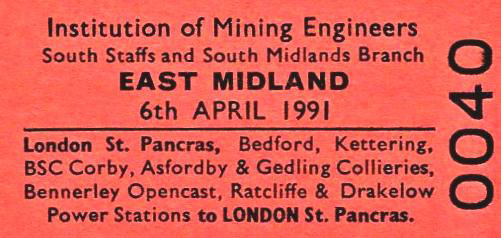 Institution of Mining Engineers
South Staffs and South Midlands Branch
EAST MIDLAND
6th APRIL 1991
London St. Pancras, Bedford, Kettering,
BSC Corby, Asfordby & Gedling Collieries,
Bennerley Opencast, Ratcliffe & Drakelow
Power Stations to LONDON St. Pancras.
0040